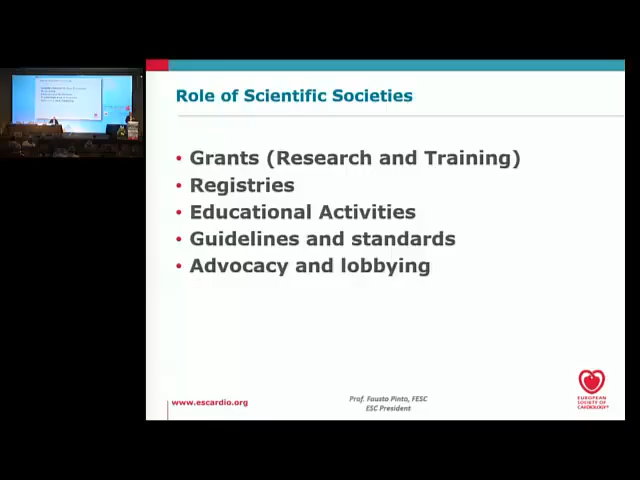 Role of Scientific Societies
• Grants (Research and Training)
• Registries
• Educational Activities
• Guidelines and standards
• Advocacy and lobbying
www.escardio.org
Prof. Fausto Pinto, FESC
ESC President
EUROPEAN
SOCIETY OF
CARDIOLOGY®